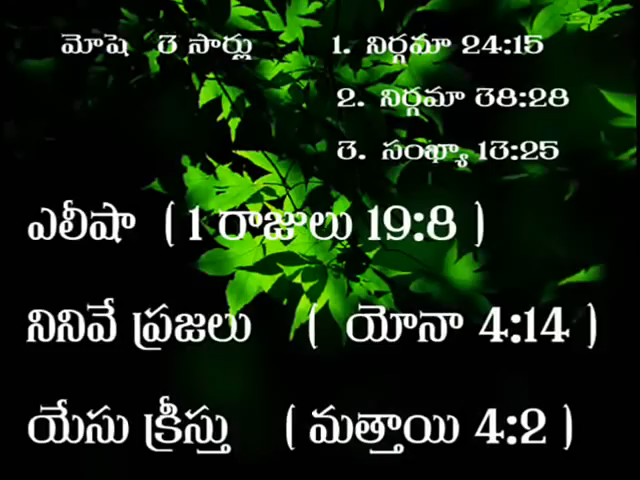 మోషె 3 సార్లు 1. నిర్గమా 24:15
2. నిర్గమా 38:28
3. సంఖ్యా 13:25
ఎలీషా ( 1 రాజులు 19:8 )
నినివే ప్రజలు ( యోనా 4:14 )
యేసు క్రీస్తు ( మత్తాయి 4:2 )